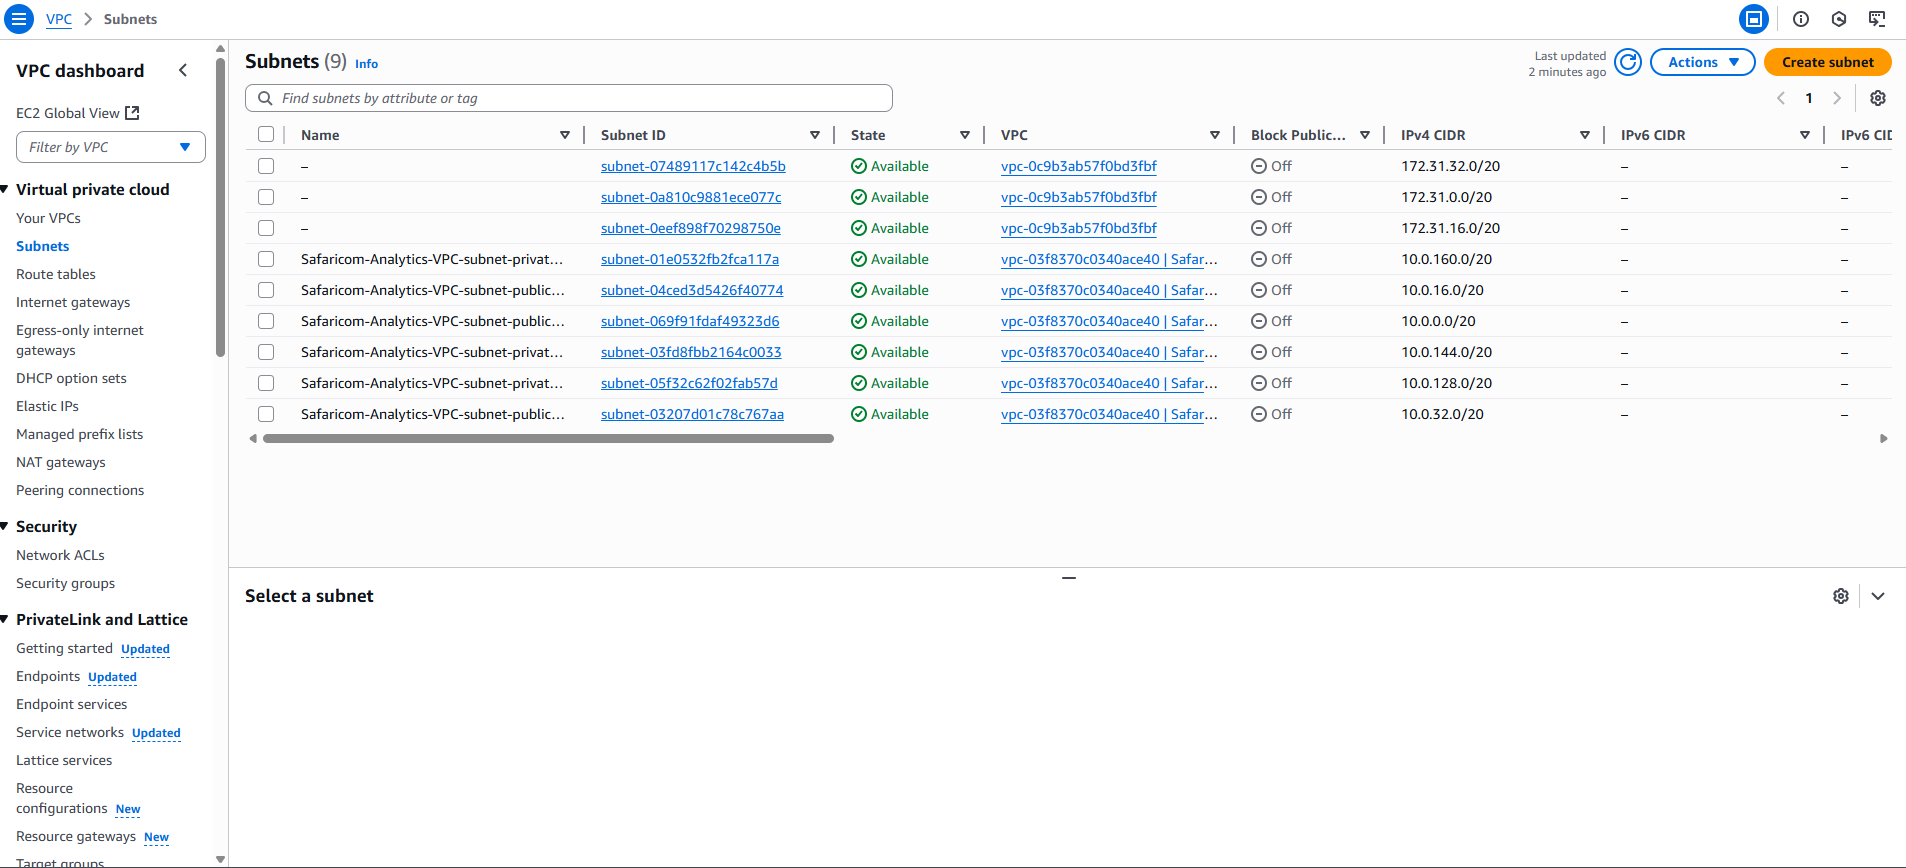 VPC > Subnets
VPC dashboard
EC2 Global View
Filter by VPC
Virtual private cloud
Your VPCs
Subnets
Route tables
Internet gateways
Egress-only internet
gateways
DHCP option sets
Elastic IPs
Managed prefix lists
NAT gateways
Peering connections
Security
Network ACLs
Security groups
PrivateLink and Lattice
Getting started Updated
Endpoints Updated
Endpoint services
Service networks Updated
Lattice services
Resource
configurations New
Resource gateways New
Target groups
Subnets (9) Info
Last updated
2 minutes ago
Actions
Create subnet
Find subnets by attribute or tag
1
Name Subnet ID State VPC Block Public... IPv4 CIDR IPv6 CIDR IPv6 CID
– subnet-07489117c142c4b5b Available vpc-0c9b3ab57f0bd3fbf Off 172.31.32.0/20 – –
– subnet-0a810c9881ece077c Available vpc-0c9b3ab57f0bd3fbf Off 172.31.0.0/20 – –
– subnet-0eef898f70298750e Available vpc-0c9b3ab57f0bd3fbf Off 172.31.16.0/20 – –
Safaricom-Analytics-VPC-subnet-privat... subnet-01e0532fb2fca117a Available vpc-03f8370c0340ace40 | Safar... Off 10.0.160.0/20 – –
Safaricom-Analytics-VPC-subnet-public... subnet-04ced3d5426f40774 Available vpc-03f8370c0340ace40 | Safar... Off 10.0.16.0/20 – –
Safaricom-Analytics-VPC-subnet-public... subnet-069f91fdaf49323d6 Available vpc-03f8370c0340ace40 | Safar... Off 10.0.0.0/20 – –
Safaricom-Analytics-VPC-subnet-privat... subnet-03fd8fbb2164c0033 Available vpc-03f8370c0340ace40 | Safar... Off 10.0.144.0/20 – –
Safaricom-Analytics-VPC-subnet-privat... subnet-05f32c62f02fab57d Available vpc-03f8370c0340ace40 | Safar... Off 10.0.128.0/20 – –
Safaricom-Analytics-VPC-subnet-public... subnet-03207d01c78c767aa Available vpc-03f8370c0340ace40 | Safar... Off 10.0.32.0/20 – –
Select a subnet